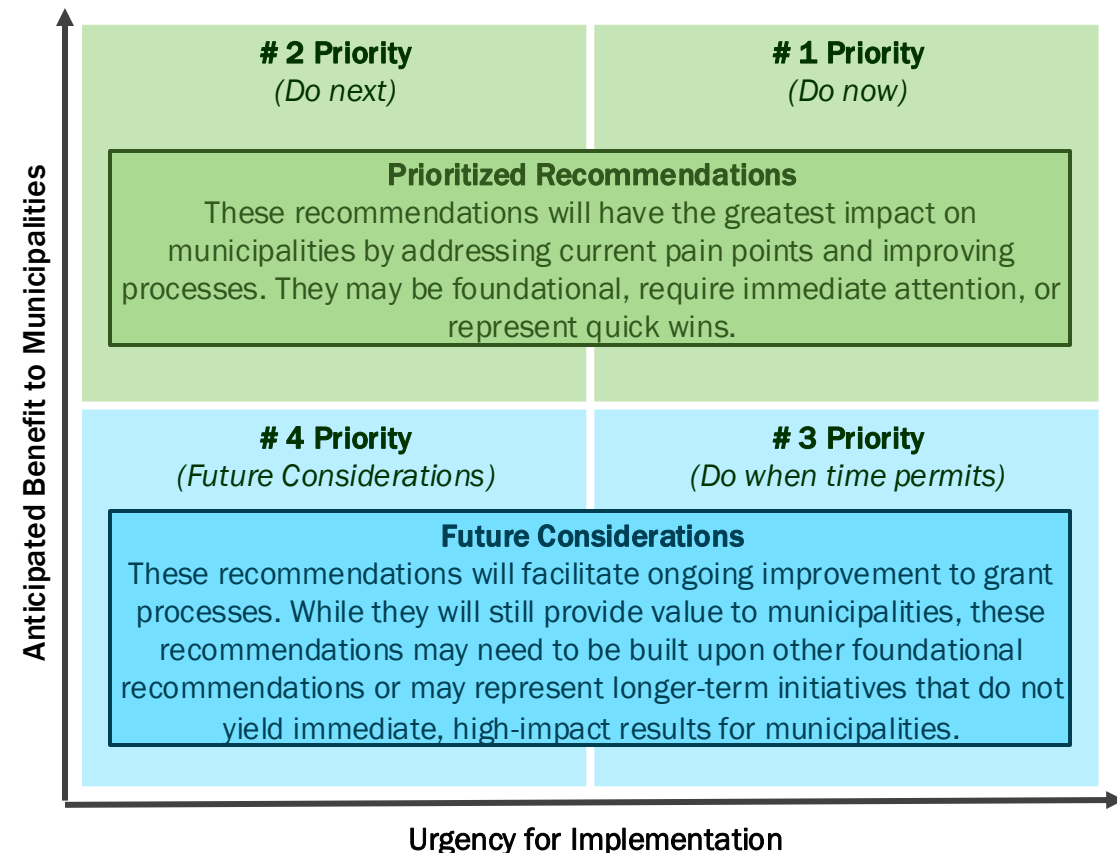 # 2 Priority
(Do next)
# 1 Priority
(Do now)
Prioritized Recommendations
These recommendations will have the greatest impact on
municipalities by addressing current pain points and improving
processes. They may be foundational, require immediate attention, or
represent quick wins.
# 4 Priority
(Future Considerations)
# 3 Priority
(Do when time permits)
Future Considerations
These recommendations will facilitate ongoing improvement to grant
processes. While they will still provide value to municipalities, these
recommendations may need to be built upon other foundational
recommendations or may represent longer-term initiatives that do not
yield immediate, high-impact results for municipalities.
Anticipated Benefit to Municipalities
Urgency for Implementation